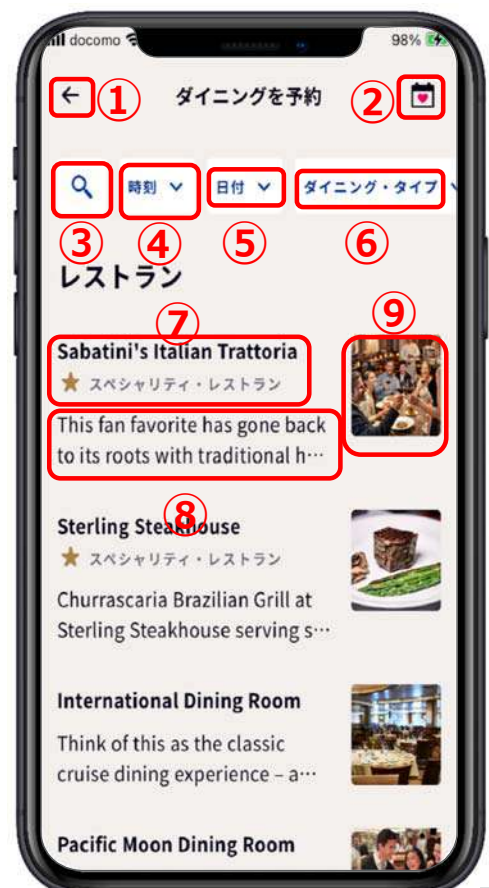 docomo 98%
① ダイニングを予約 ②
時刻 日付 ダイニング・タイプ
③ ④ ⑤ ⑥
レストラン
⑦ ⑨
Sabatini's Italian Trattoria
スペシャリティ・レストラン
This fan favorite has gone back
to its roots with traditional h…
⑧
Sterling Steakhouse
スペシャリティ・レストラン
Churrascaria Brazilian Grill at
Sterling Steakhouse serving s…
International Dining Room
Think of this as the classic
cruise dining experience – a…
Pacific Moon Dining Room